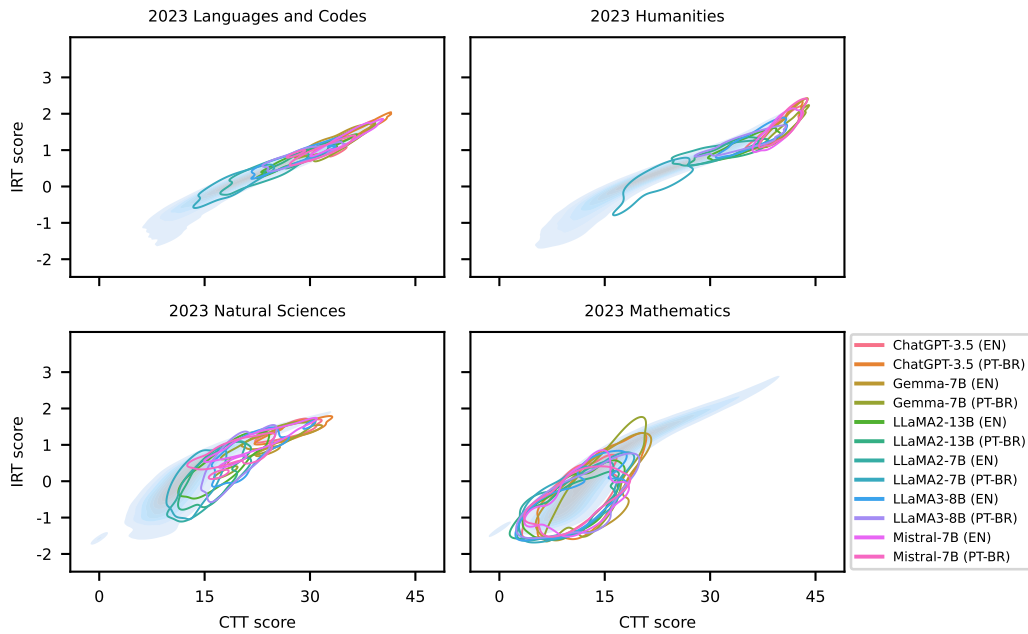 2023 Languages and Codes
2023 Humanities
IRT score
3
2
1
0
-1
-2
2023 Natural Sciences
2023 Mathematics
IRT score
3
2
1
0
-1
-2
0 15 30 45
0 15 30 45
CTT score
CTT score
ChatGPT-3.5 (EN)
ChatGPT-3.5 (PT-BR)
Gemma-7B (EN)
Gemma-7B (PT-BR)
LLaMA2-13B (EN)
LLaMA2-13B (PT-BR)
LLaMA2-7B (EN)
LLaMA2-7B (PT-BR)
LLaMA3-8B (EN)
LLaMA3-8B (PT-BR)
Mistral-7B (EN)
Mistral-7B (PT-BR)